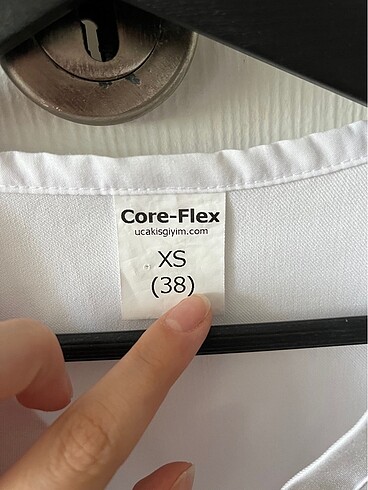 Core-Flex
ucakisgiyim.com
XS
(38)